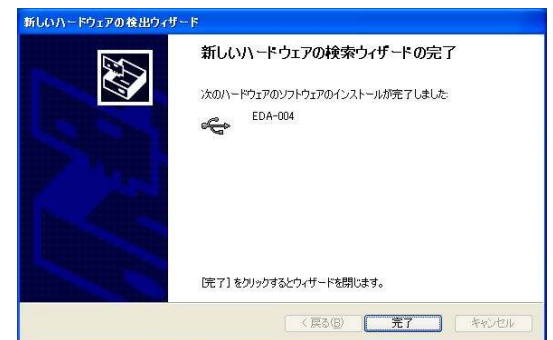 新しいハードウェアの検出ウィザード
新しいハードウェアの検索ウィザードの完了
次のハードウェアのソフトウェアのインストールが完了しました:
EDA-004
[完了] をクリックするとウィザードを閉じます。
< 戻る(B) 完了 キャンセル